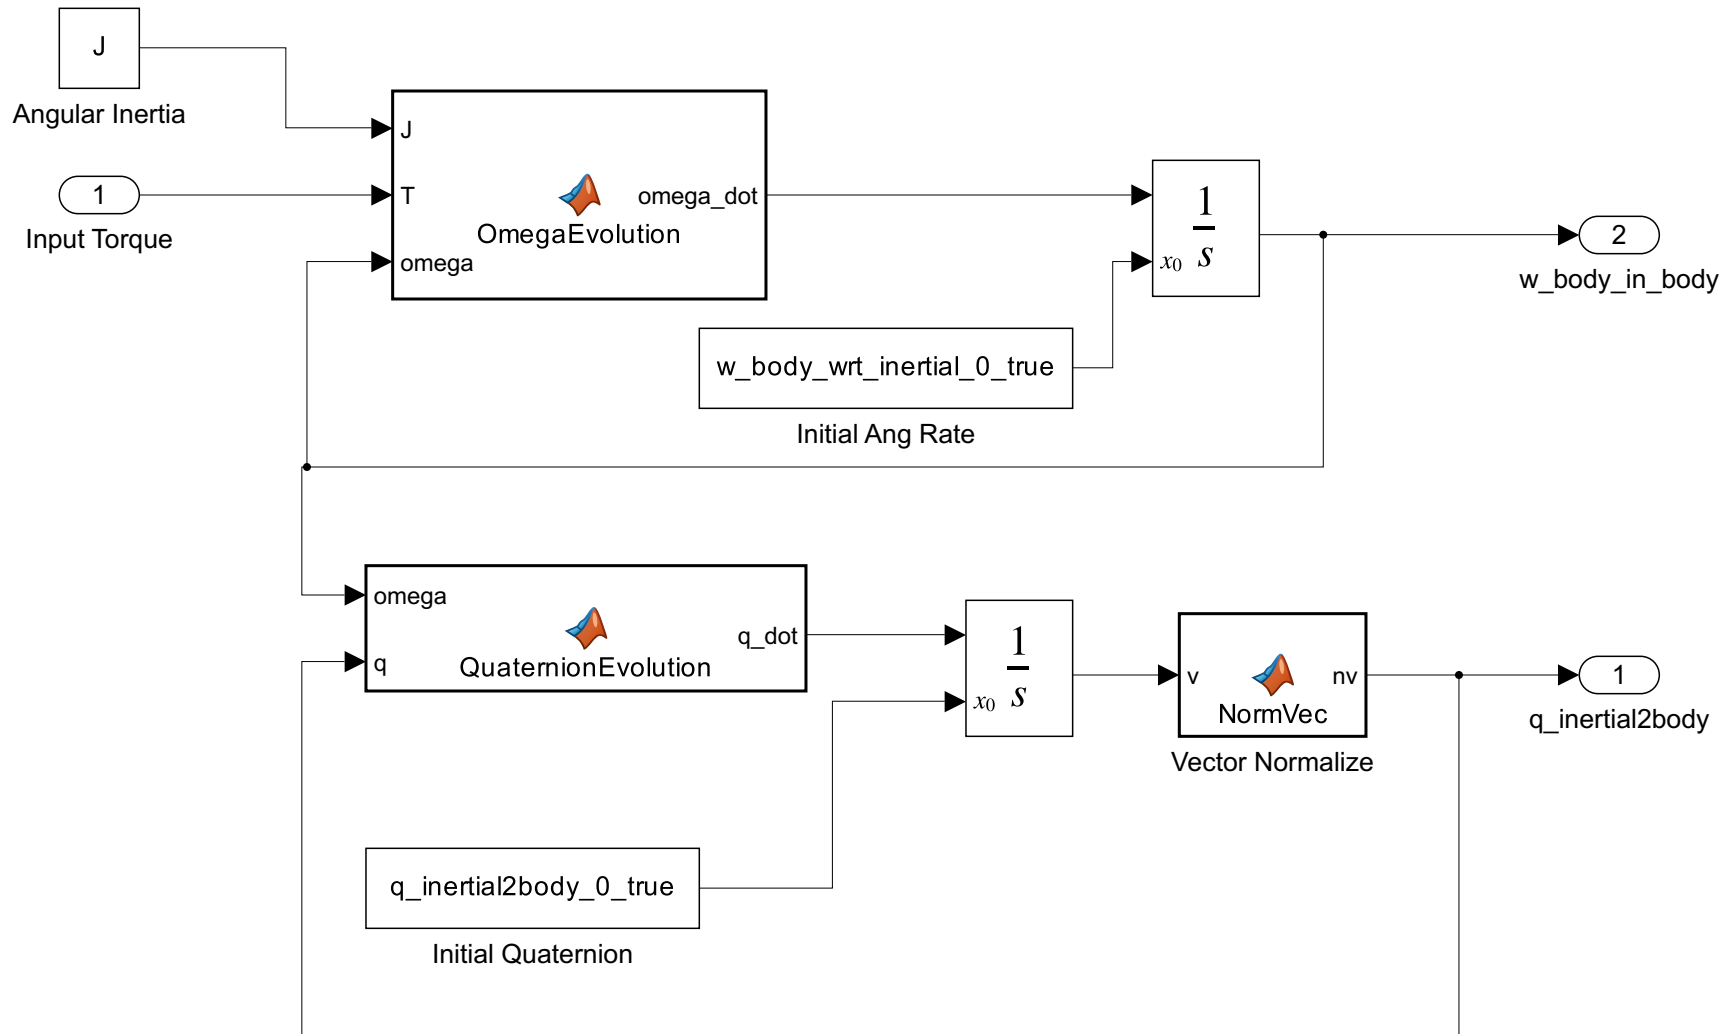 J
Angular Inertia
1
Input Torque
J
T
omega
omega_dot
OmegaEvolution
1
s
x0
2
w_body_in_body
w_body_wrt_inertial_0_true
Initial Ang Rate
omega
q
q_dot
QuaternionEvolution
1
s
x0
v
nv
NormVec
Vector Normalize
1
q_inertial2body
q_inertial2body_0_true
Initial Quaternion